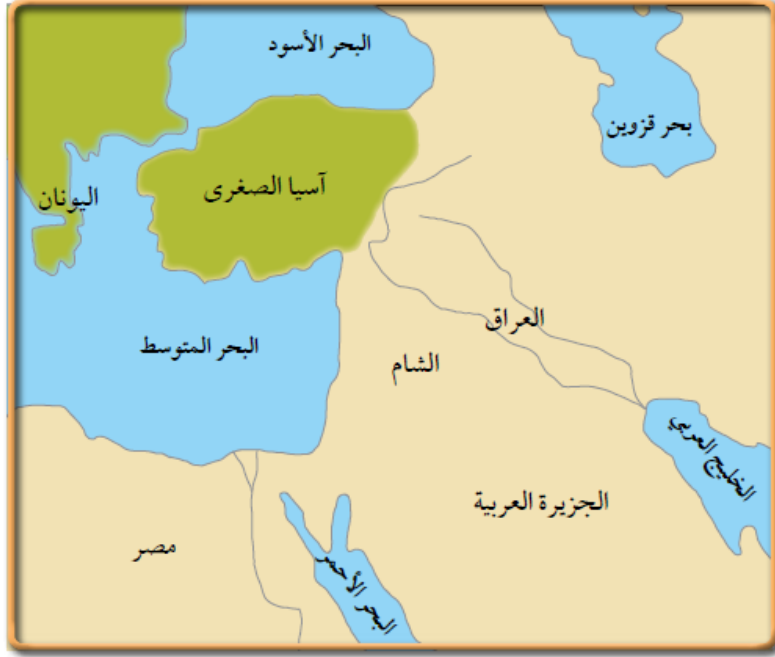 البحر الأسود
بحر قزوين
آسيا الصغرى
اليونان
العراق
البحر المتوسط
الشام
الخليج العربي
الجزيرة العربية
مصر
البحر الأحمر